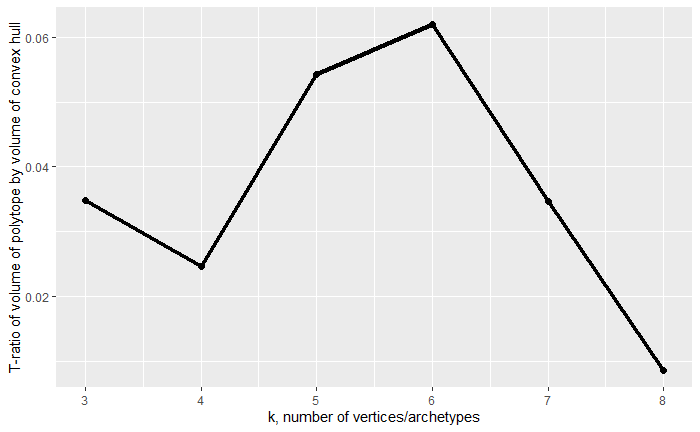 T-ratio of volume of polytope by volume of convex hull
0.06
0.04
0.02
3 4 5 6 7 8
k, number of vertices/archetypes